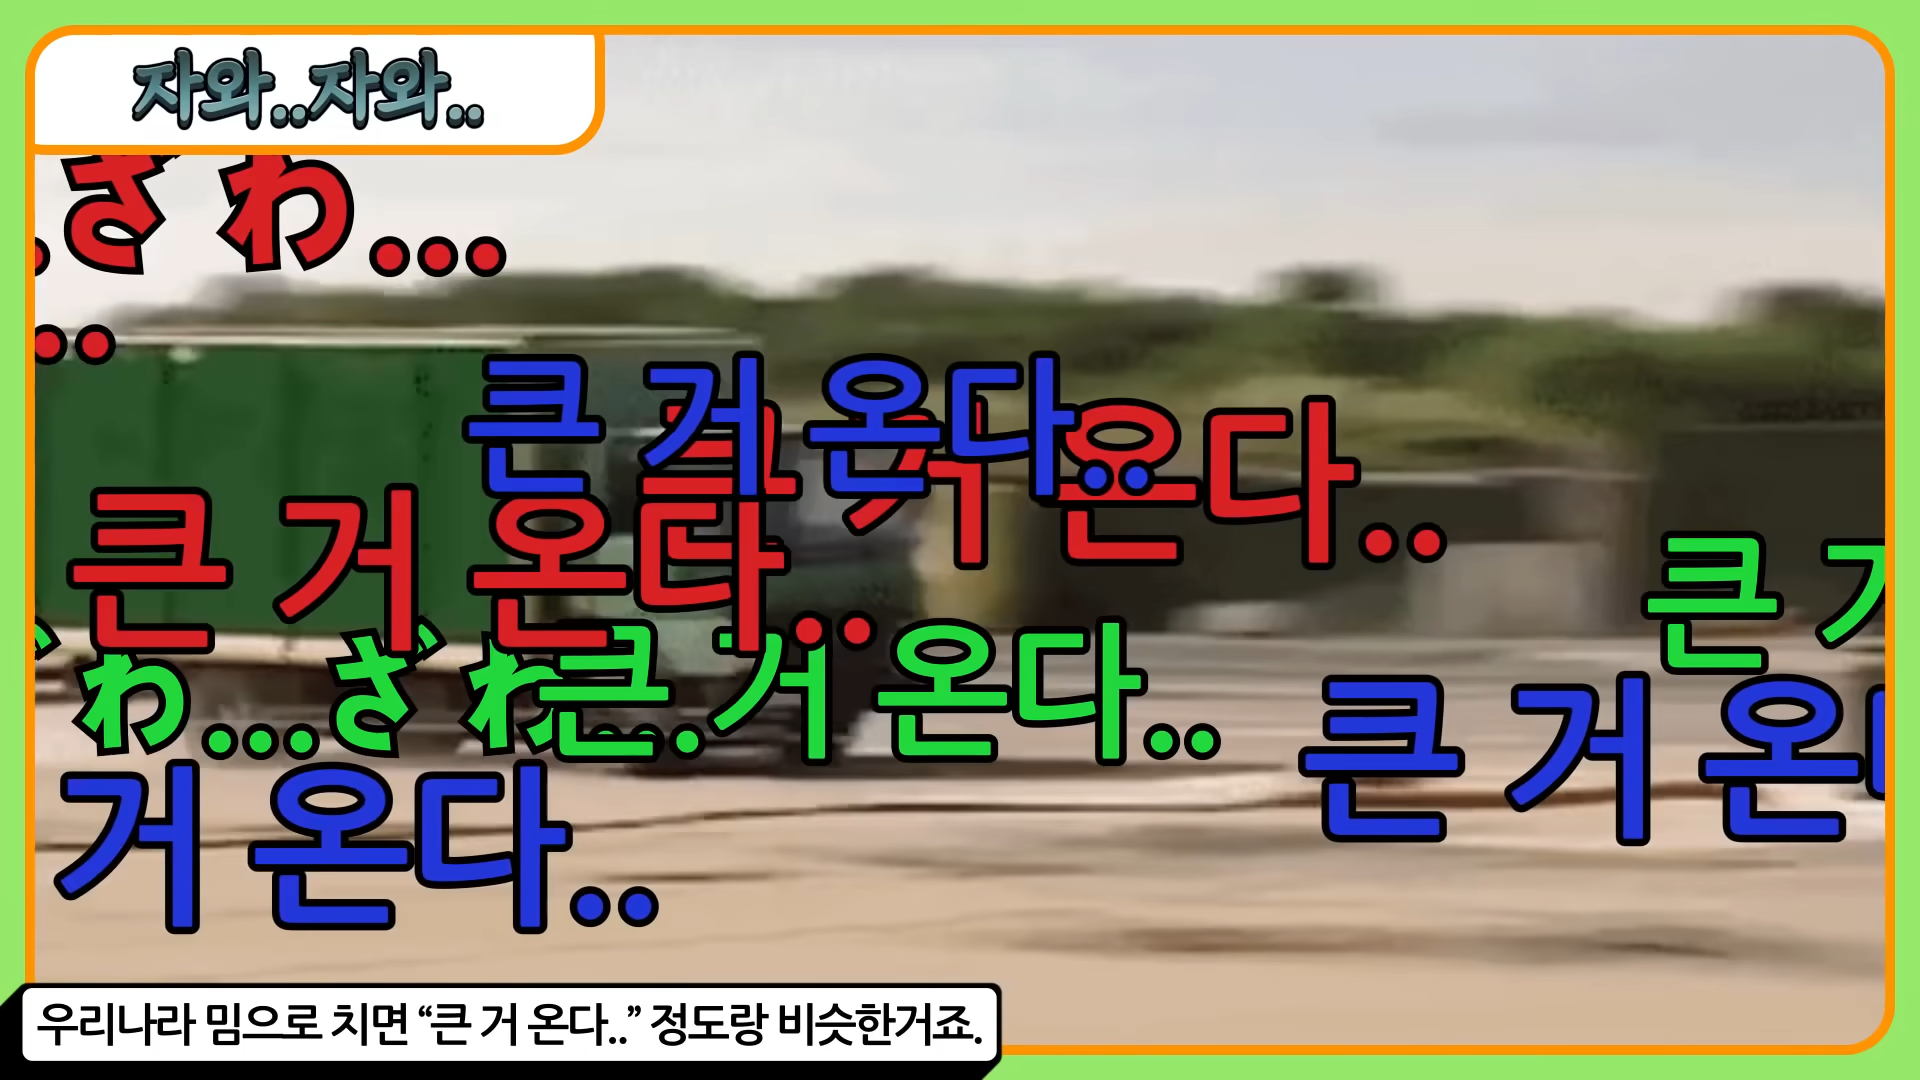 자와..자와..
.ざわ...
..
큰 거 온다..
큰 거 온다..
큰 거 온다..
큰 거
わ...ざわ...
큰 거 온다..
큰 거 온
거 온다..
우리나라 밈으로 치면 “큰 거 온다..” 정도랑 비슷한거죠.